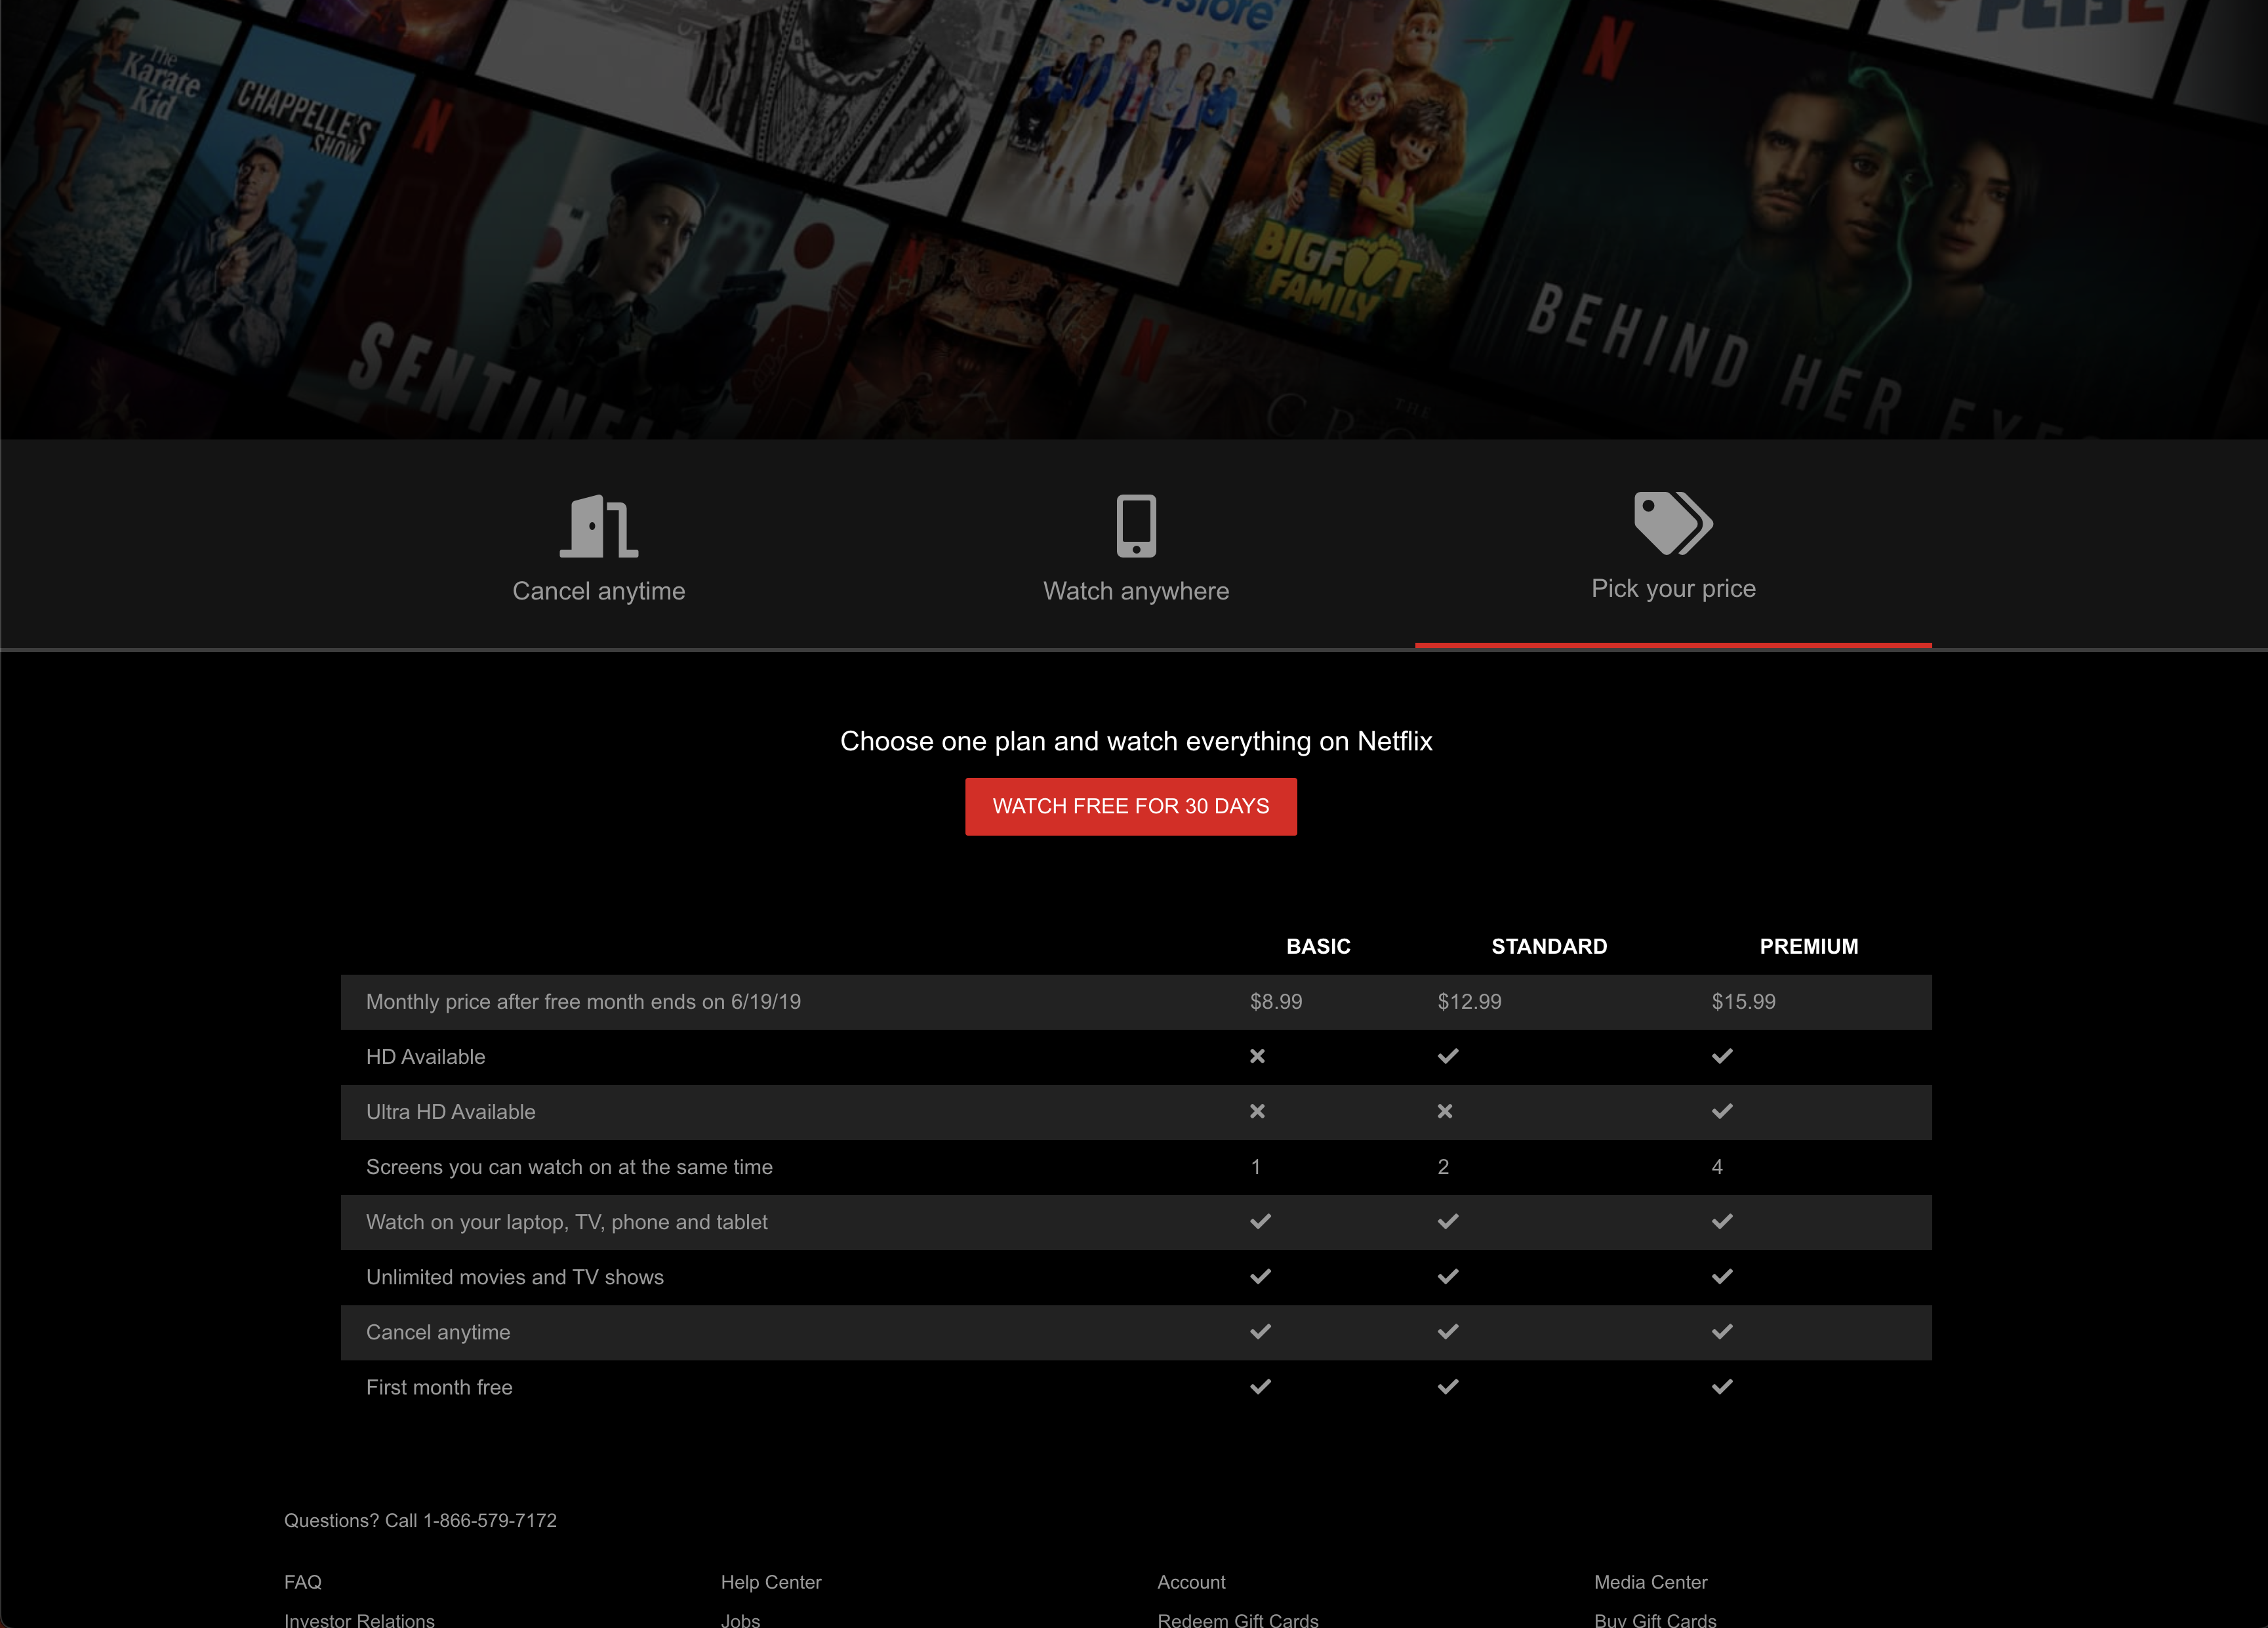 The
Karate
Kid
CHAPPELLE'S
SHOW
N
SENTINELL
BIGFOOT
FAMILY
N
BEHIND HER EYES
N
THE
Choose one plan and watch everything on Netflix
Cancel anytime
Watch anywhere
Pick your price
WATCH FREE FOR 30 DAYS
BASIC STANDARD PREMIUM
Monthly price after free month ends on 6/19/19 $8.99 $12.99 $15.99
HD Available
Ultra HD Available
Screens you can watch on at the same time 1 2 4
Watch on your laptop, TV, phone and tablet
Unlimited movies and TV shows
Cancel anytime
First month free
Questions? Call 1-866-579-7172
FAQ Help Center Account Media Center
Investor Relations Jobs Redeem Gift Cards Buy Gift Cards